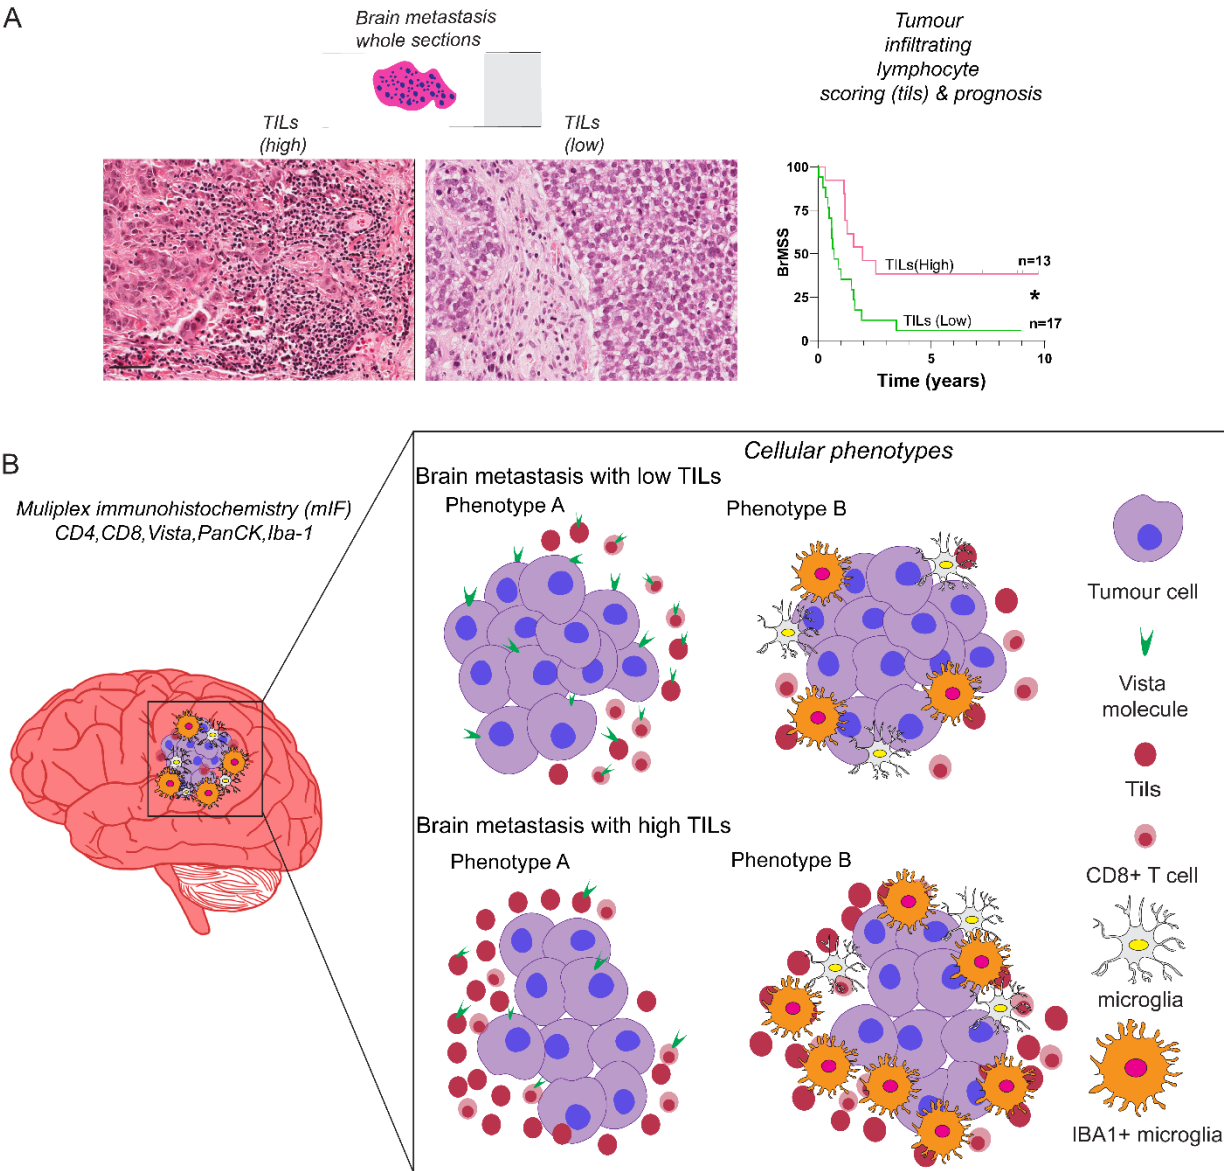 A
Brain metastasis
whole sections
TILs
(high)
TILs
(low)
Tumour
infiltrating
lymphocyte
scoring (tils) & prognosis
100
75
50
25
0
BrMSS
TILs(High)
n=13
*
TILs (Low)
n=17
0
5
10
Time (years)
B
Muliplex immunohistochemistry (mIF)
CD4,CD8,Vista,PanCK,Iba-1
Cellular phenotypes
Brain metastasis with low TILs
Phenotype A
Phenotype B
Brain metastasis with high TILs
Phenotype A
Phenotype B
Tumour cell
Vista
molecule
Tils
CD8+ T cell
microglia
IBA1+ microglia